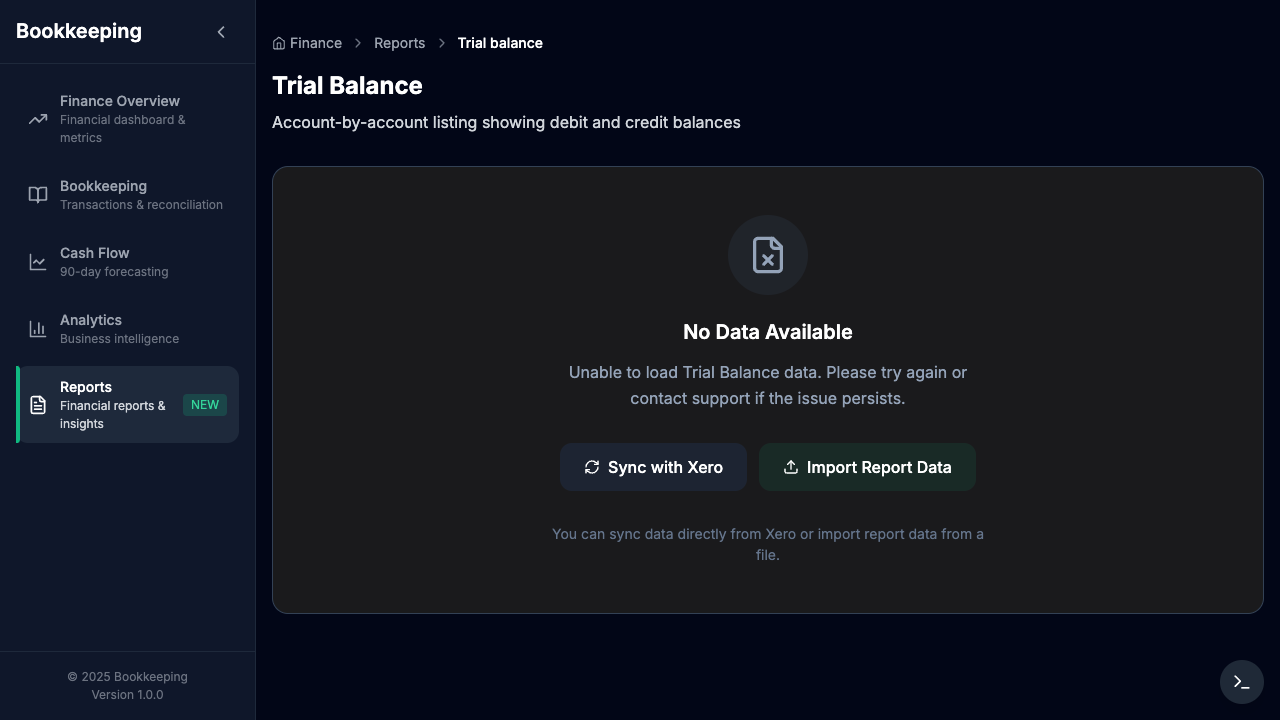 Bookkeeping
Finance Overview
Financial dashboard &
metrics
Bookkeeping
Transactions & reconciliation
Cash Flow
90-day forecasting
Analytics
Business intelligence
Reports
Financial reports &
insights
NEW
© 2025 Bookkeeping
Version 1.0.0
Finance
Reports
Trial balance
Trial Balance
Account-by-account listing showing debit and credit balances
No Data Available
Unable to load Trial Balance data. Please try again or
contact support if the issue persists.
Sync with Xero
Import Report Data
You can sync data directly from Xero or import report data from a
file.